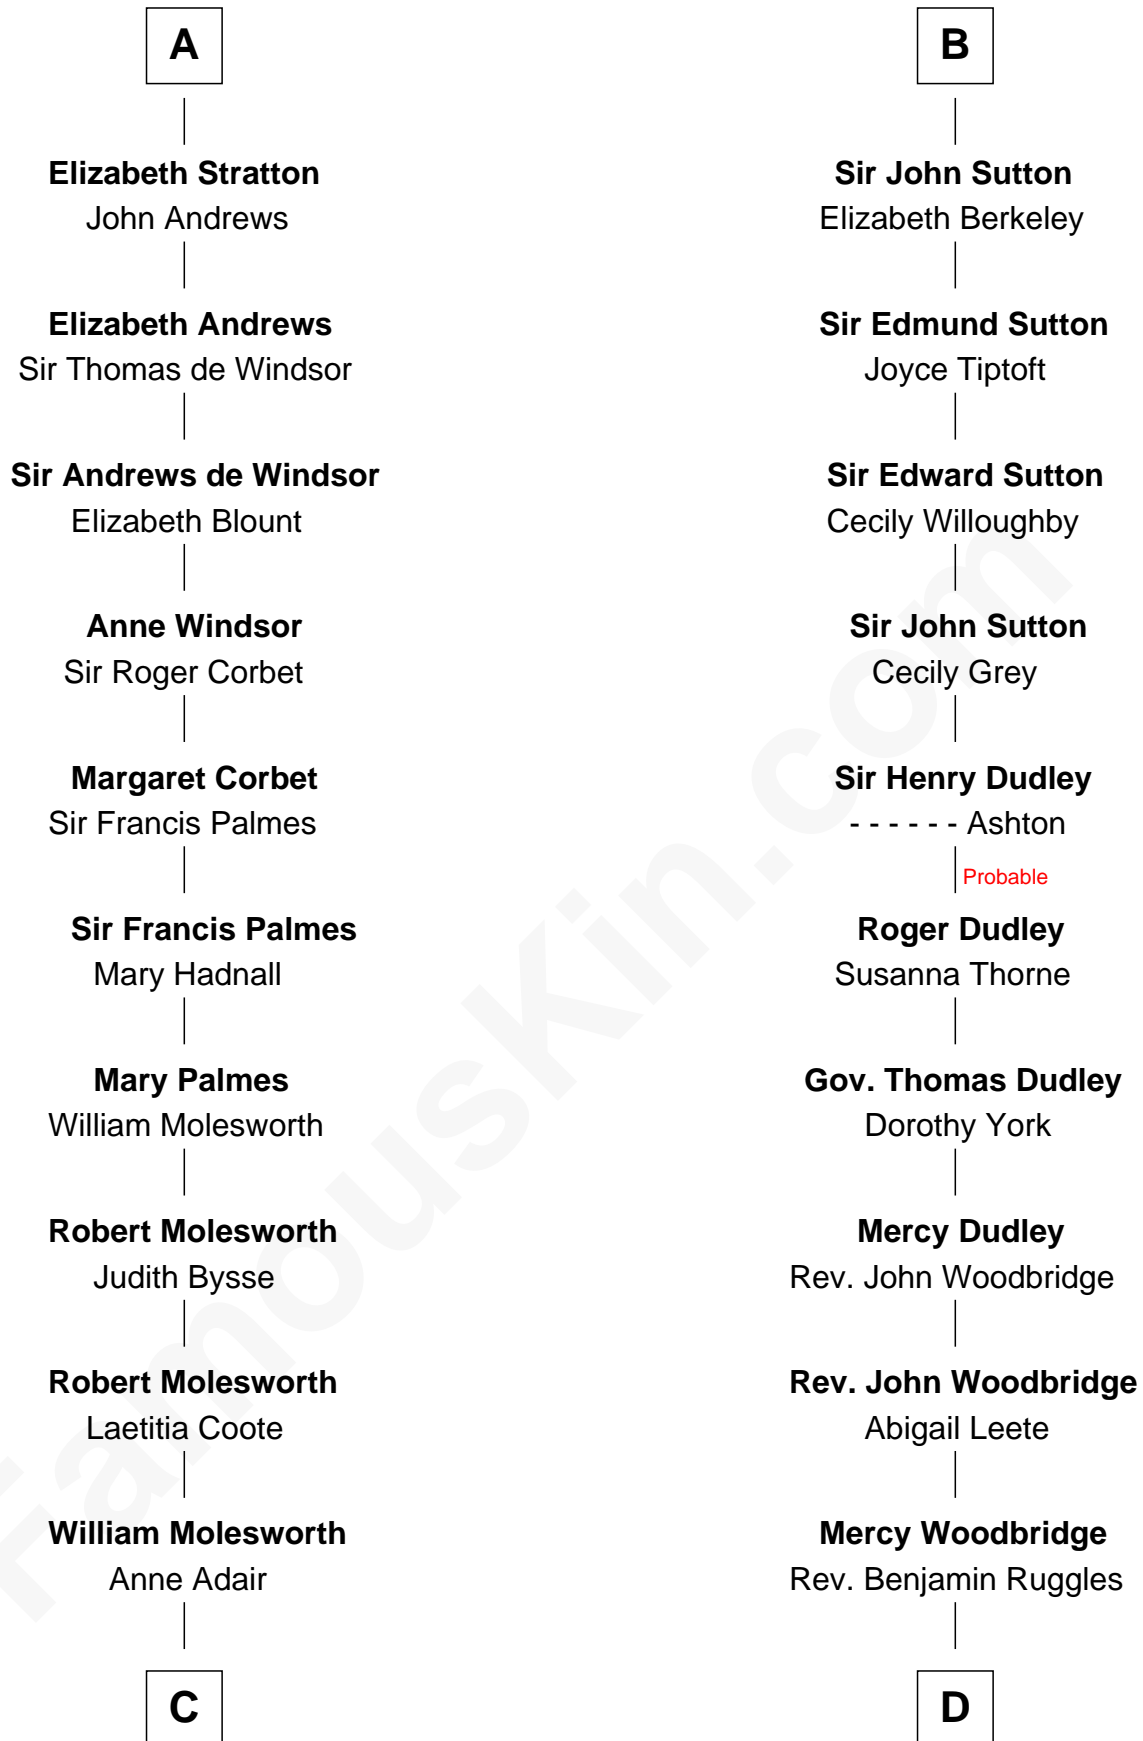 A
Elizabeth Stratton
John Andrews
Elizabeth Andrews
Sir Thomas de Windsor
Sir Andrews de Windsor
Elizabeth Blount
Anne Windsor
Sir Roger Corbet
Margaret Corbet
Sir Francis Palmes
Sir Francis Palmes
Mary Hadnall
Mary Palmes
William Molesworth
Robert Molesworth
Judith Bysse
Robert Molesworth
Laetitia Coote
William Molesworth
Anne Adair
C
B
Sir John Sutton
Elizabeth Berkeley
Sir Edmund Sutton
Joyce Tiptoft
Sir Edward Sutton
Cecily Willoughby
Sir John Sutton
Cecily Grey
Sir Henry Dudley
- - - - - - Ashton
Probable
Roger Dudley
Susanna Thorne
Gov. Thomas Dudley
Dorothy York
Mercy Dudley
Rev. John Woodbridge
Rev. John Woodbridge
Abigail Leete
Mercy Woodbridge
Rev. Benjamin Ruggles
D
FamousKin.com